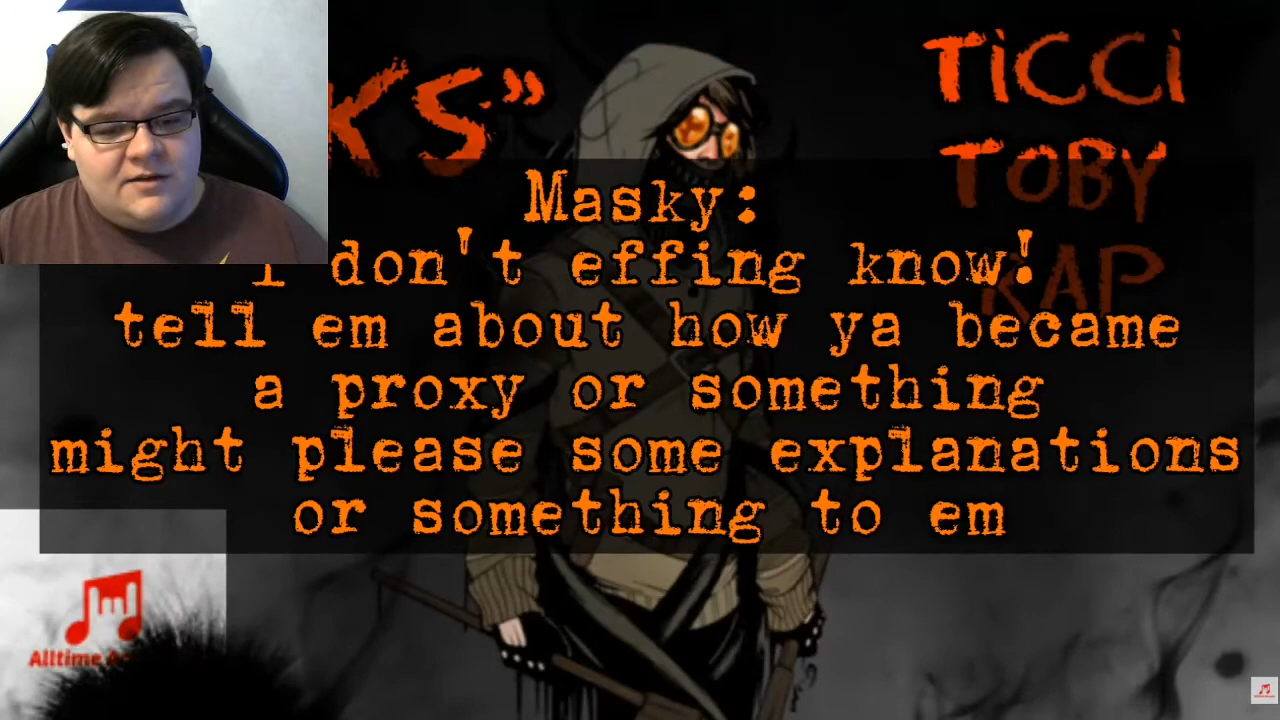 KS”
TiCCi
TOBY
RAP
Masky:
I don't effing know!
tell em about how ya became
a proxy or something
might please some explanations
or something to em
Alltime